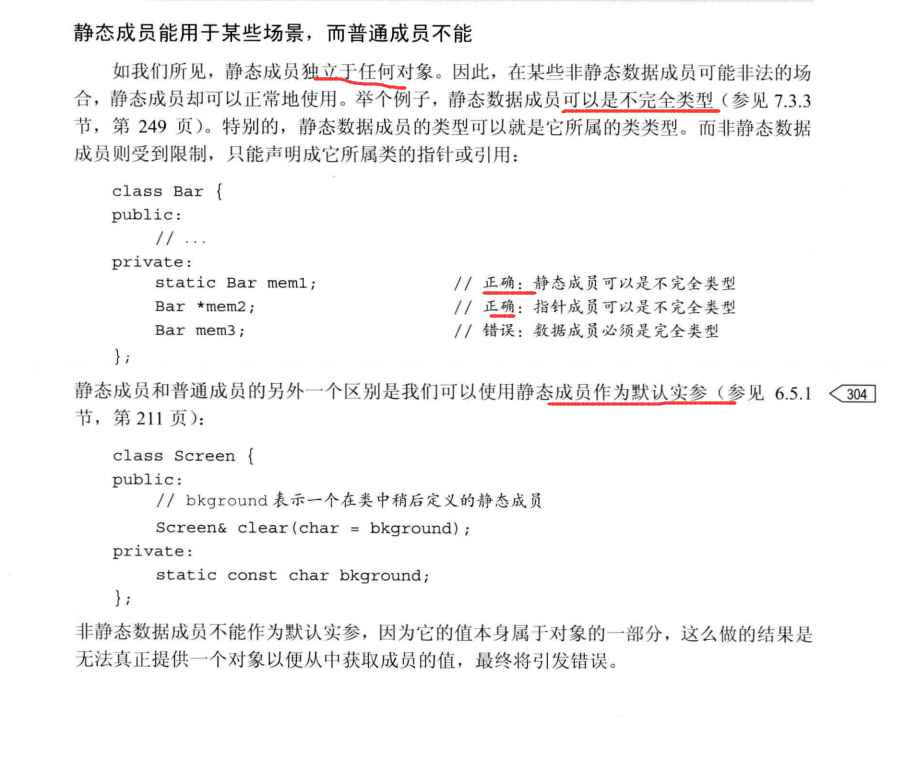 静态成员能用于某些场景，而普通成员不能
如我们所见，静态成员独立于任何对象。因此，在某些非静态数据成员可能非法的场
合，静态成员却可以正常地使用。举个例子，静态数据成员可以是不完全类型（参见 7.3.3
节，第 249 页）。特别的，静态数据成员的类型可以就是它所属的类类型。而非静态数据
成员则受到限制，只能声明成它所属类的指针或引用：
class Bar {
public:
// ...
private:
static Bar mem1; // 正确：静态成员可以是不完全类型
Bar *mem2; // 正确：指针成员可以是不完全类型
Bar mem3; // 错误：数据成员必须是完全类型
};
静态成员和普通成员的另外一个区别是我们可以使用静态成员作为默认实参（参见 6.5.1 304
节，第 211 页）：
class Screen {
public:
// bkground 表示一个在类中稍后定义的静态成员
Screen& clear(char = bkground);
private:
static const char bkground;
};
非静态数据成员不能作为默认实参，因为它的值本身属于对象的一部分，这么做的结果是
无法真正提供一个对象以便从中获取成员的值，最终将引发错误。